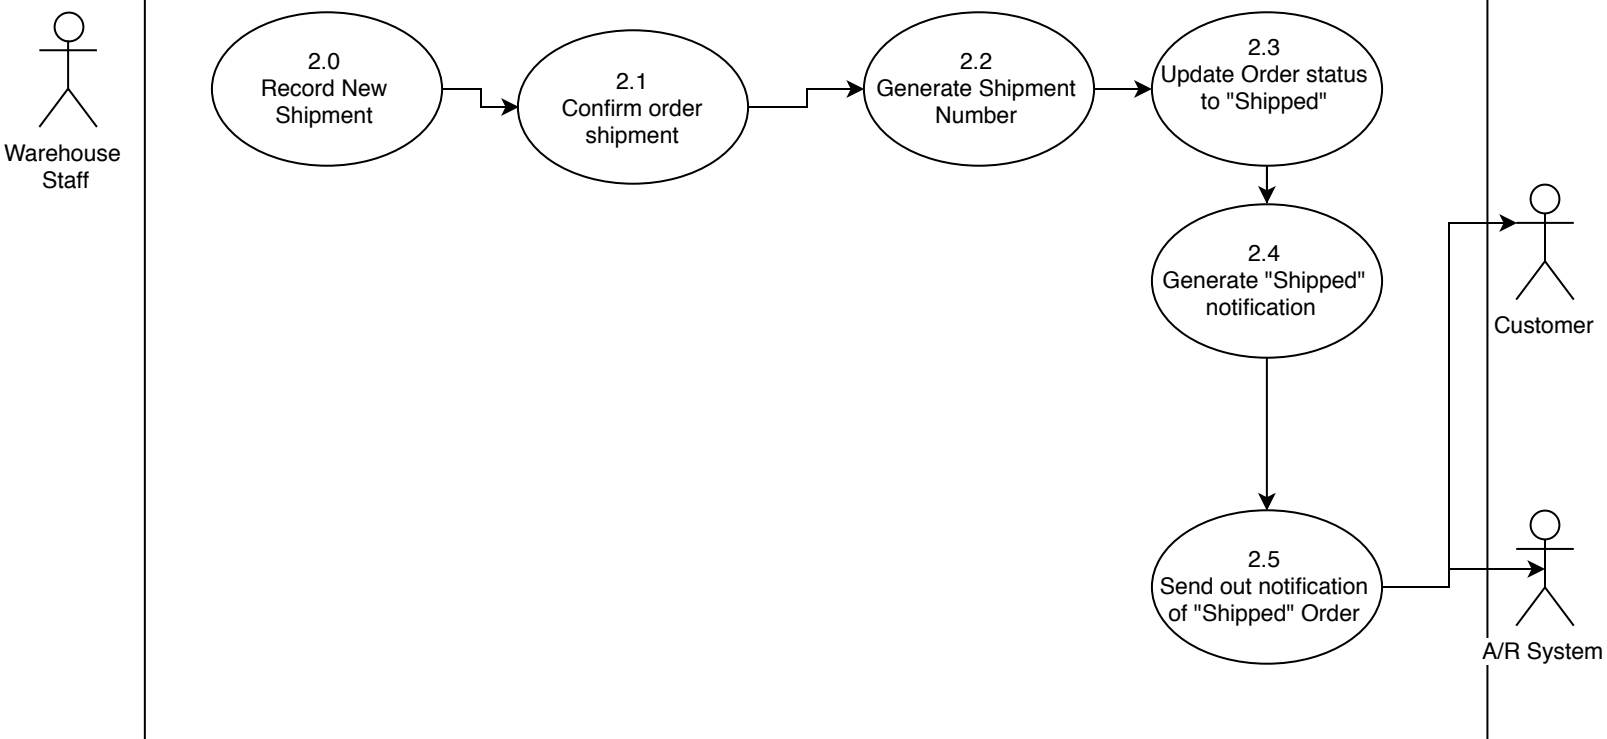 Warehouse
Staff
2.0
Record New
Shipment
2.1
Confirm order
shipment
2.2
Generate Shipment
Number
2.3
Update Order status
to "Shipped"
2.4
Generate "Shipped"
notification
Customer
2.5
Send out notification
of "Shipped" Order
A/R System